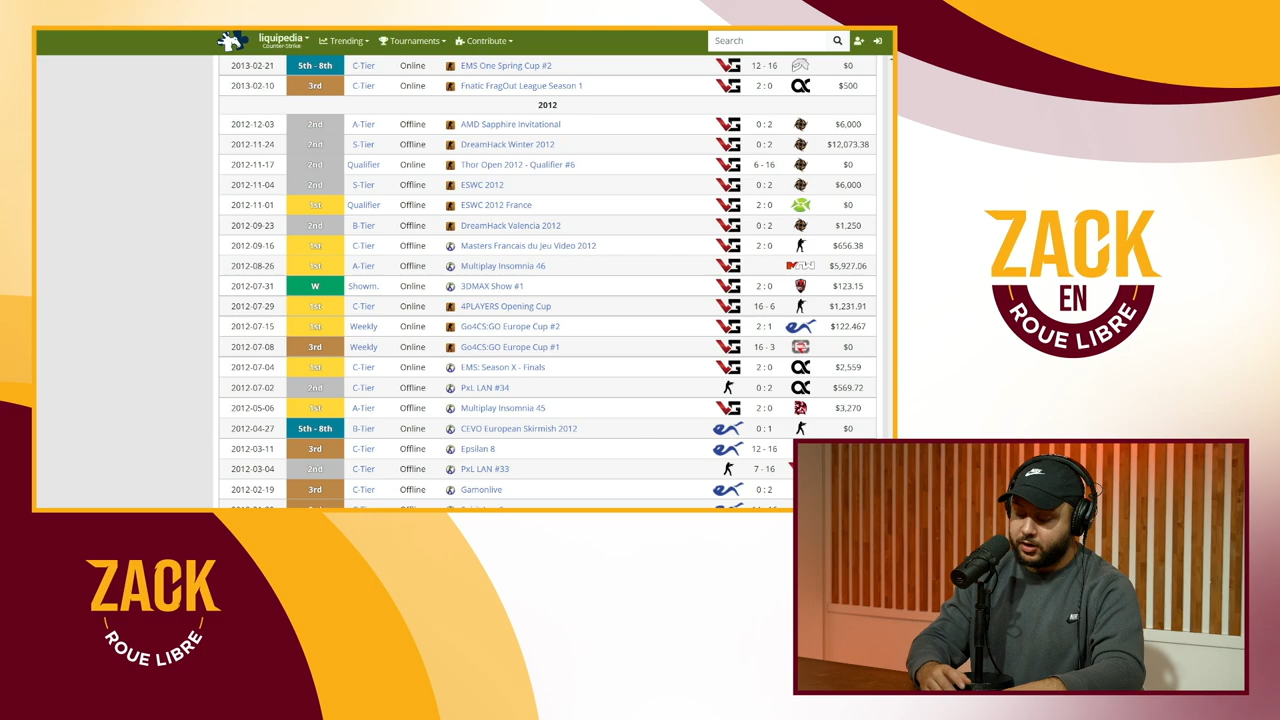 liquipedia
Counter-Strike
Trending
Tournaments
Contribute
Search
2013-02-21 5th - 8th C-Tier Online EMS One Spring Cup #2 12 - 16 $0
2013-02-10 3rd C-Tier Online Fnatic FragOut League Season 1 2 : 0 $500
2012
2012-12-03 2nd A-Tier Offline AMD Sapphire Invitational 0 : 2 $6,000
2012-11-24 2nd S-Tier Offline DreamHack Winter 2012 0 : 2 $12,073.38
2012-11-17 2nd Qualifier Online Thor Open 2012 - Qualifier #6 6 - 16 $0
2012-11-04 2nd S-Tier Offline ESWC 2012 0 : 2 $6,000
2012-11-01 1st Qualifier Offline ESWC 2012 France 2 : 0 $0
2012-09-23 2nd B-Tier Offline DreamHack Valencia 2012 0 : 2 $1,250
2012-09-16 1st C-Tier Offline Masters Francais du Jeu Video 2012 2 : 0 $656.38
2012-08-26 1st A-Tier Offline Multiplay Insomnia 46 $5,927.06
2012-07-31 W Showm. Online 3DMAX Show #1 2 : 0 $123.15
2012-07-29 1st C-Tier Offline 4PLAYERS Opening Cup 16 - 6 $1,231.91
2012-07-15 1st Weekly Online Go4CS:GO Europe Cup #2 2 : 1 $122.467
2012-07-08 3rd Weekly Online Go4CS:GO Europe Cup #1 16 - 3 $0
2012-07-04 1st C-Tier Online EMS: Season X - Finals 2 : 0 $2,559
2012-07-02 2nd C-Tier Offline PxL LAN #34 0 : 2 $569.72
2012-05-06 1st A-Tier Offline Multiplay Insomnia 45 2 : 0 $3,270
2012-04-27 5th - 8th B-Tier Online CEVO European Skirmish 2012 0 : 1 $0
2012-03-11 3rd C-Tier Offline Epsilan 8 12 - 16
2012-03-04 2nd C-Tier Offline PxL LAN #33 7 - 16
2012-02-19 3rd C-Tier Offline Gamonlive 0 : 2
ZACK
EN
ROUE LIBRE
ZACK
ROUE LIBRE